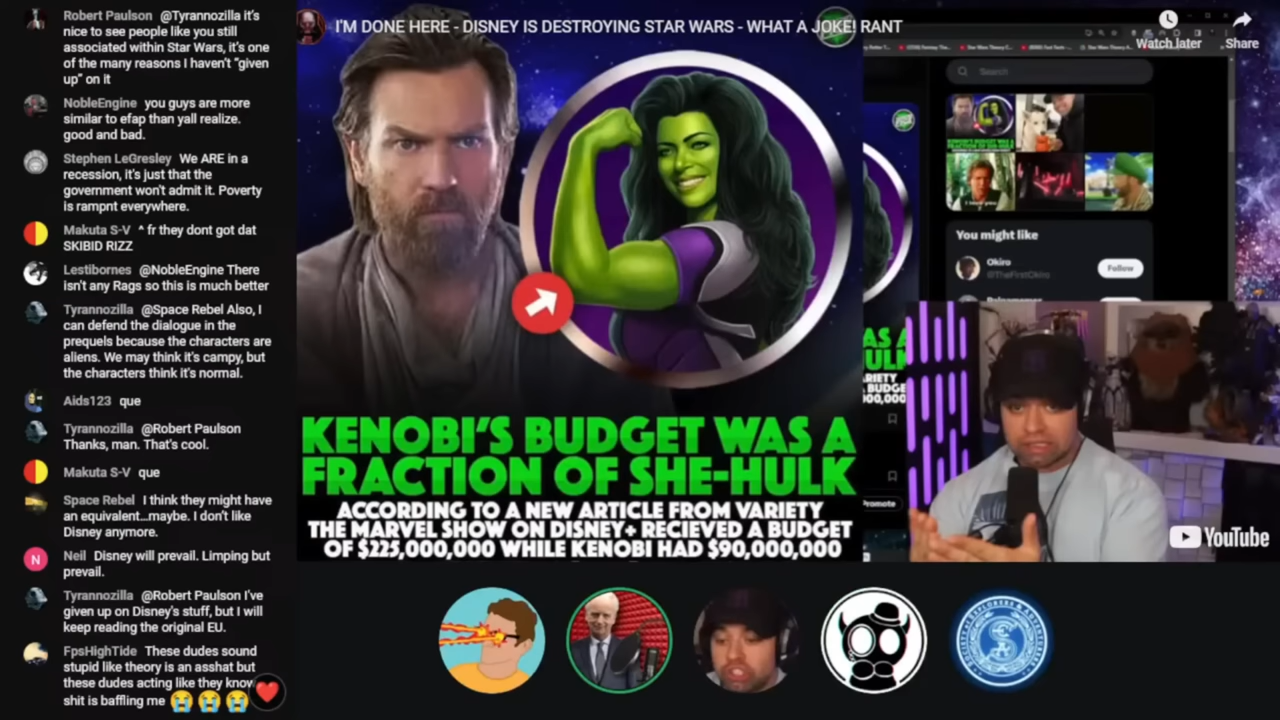 Robert Paulson @Tyrannozilla it's
nice to see people like you still
associated within Star Wars, it's one
of the many reasons I haven't "given
up" on it
NobleEngine you guys are more
similar to efap than yall realize.
good and bad.
Stephen LeGresley We ARE in a
recession, it's just that the
government won't admit it. Poverty
is rampnt everywhere.
Makuta S-V ^ fr they dont got dat
SKIBID RIZZ
Lestibornes @NobleEngine There
isn't any Rags so this is much better
Tyrannozilla @Space Rebel Also, I
can defend the dialogue in the
prequels because the characters are
aliens. We may think it's campy, but
the characters think it's normal.
Aids123 que
Tyrannozilla @Robert Paulson
Thanks, man. That's cool.
Makuta S-V que
Space Rebel I think they might have
an equivalent...maybe. I don't like
Disney anymore.
Neil Disney will prevail. Limping but
prevail.
Tyrannozilla @Robert Paulson I've
given up on Disney's stuff, but I will
keep reading the original EU.
FpsHighTide These dudes sound
stupid like theory is an asshat but
these dudes acting like they know
shit is baffling me 😭😭😭
I'M DONE HERE - DISNEY IS DESTROYING STAR WARS - WHAT A JOKE! RANT
Watch later
Share
KENOBI'S BUDGET WAS A
FRACTION OF SHE-HULK
ACCORDING TO A NEW ARTICLE FROM VARIETY
THE MARVEL SHOW ON DISNEY+ RECIEVED A BUDGET
OF $225,000,000 WHILE KENOBI HAD $90,000,000
Search
You might like
Okiro
@TheFirstOkiro
Follow
Promote
YouTube
N